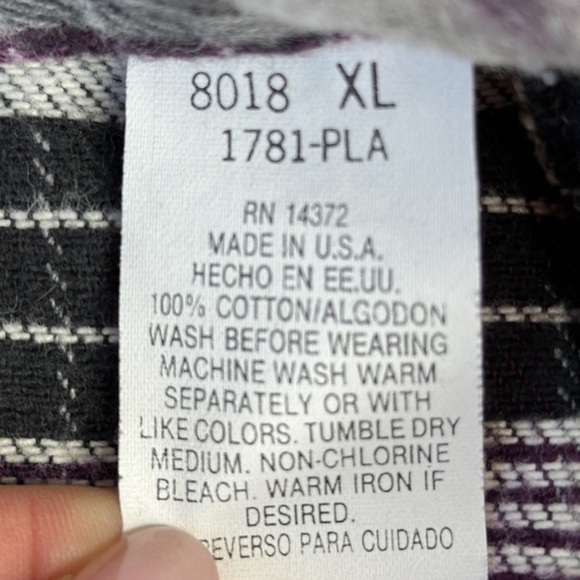 8018 XL
1781-PLA
RN 14372
MADE IN U.S.A.
HECHO EN EE.UU.
100% COTTON/ALGODON
WASH BEFORE WEARING
MACHINE WASH WARM
SEPARATELY OR WITH
LIKE COLORS. TUMBLE DRY
MEDIUM. NON-CHLORINE
BLEACH. WARM IRON IF
DESIRED.
PARA CUIDADO